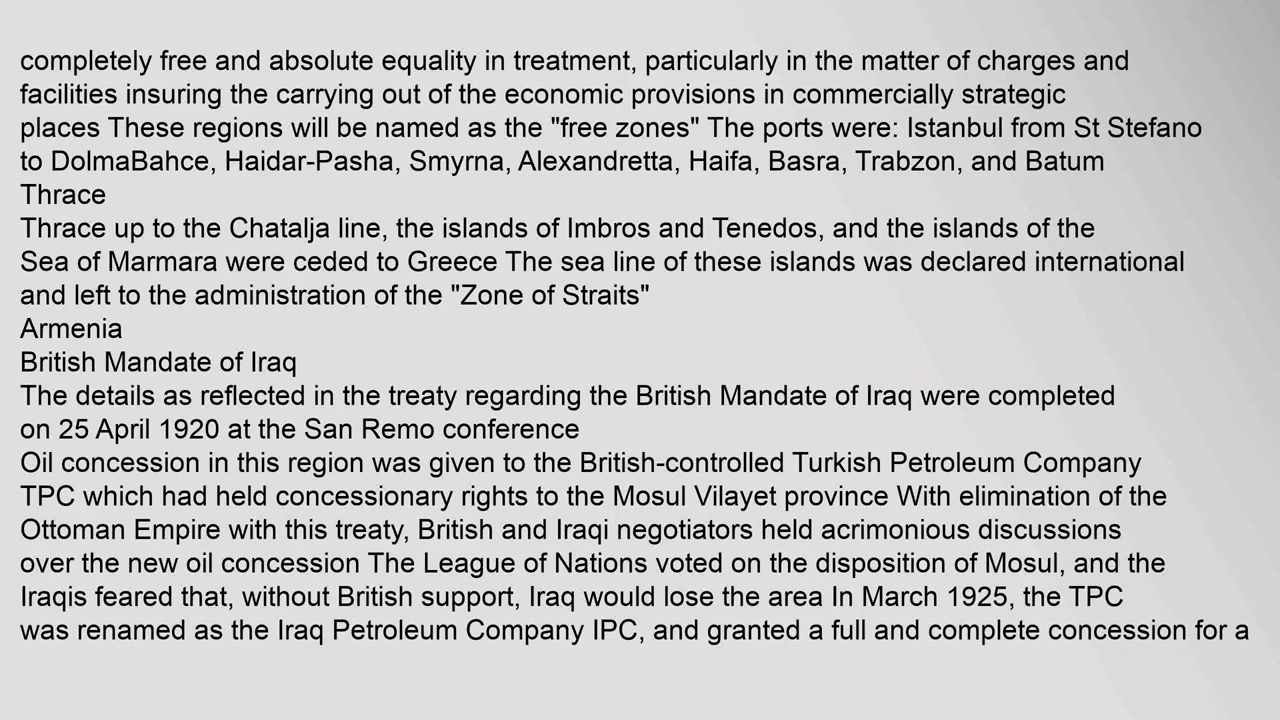 completely free and absolute equality in treatment, particularly in the matter of charges and
facilities insuring the carrying out of the economic provisions in commercially strategic
places These regions will be named as the "free zones" The ports were: Istanbul from St Stefano
to DolmaBahce, Haidar-Pasha, Smyrna, Alexandretta, Haifa, Basra, Trabzon, and Batum
Thrace
Thrace up to the Chatalja line, the islands of Imbros and Tenedos, and the islands of the
Sea of Marmara were ceded to Greece The sea line of these islands was declared international
and left to the administration of the "Zone of Straits"
Armenia
British Mandate of Iraq
The details as reflected in the treaty regarding the British Mandate of Iraq were completed
on 25 April 1920 at the San Remo conference
Oil concession in this region was given to the British-controlled Turkish Petroleum Company
TPC which had held concessionary rights to the Mosul Vilayet province With elimination of the
Ottoman Empire with this treaty, British and Iraqi negotiators held acrimonious discussions
over the new oil concession The League of Nations voted on the disposition of Mosul, and the
Iraqis feared that, without British support, Iraq would lose the area In March 1925, the TPC
was renamed as the Iraq Petroleum Company IPC, and granted a full and complete concession for a